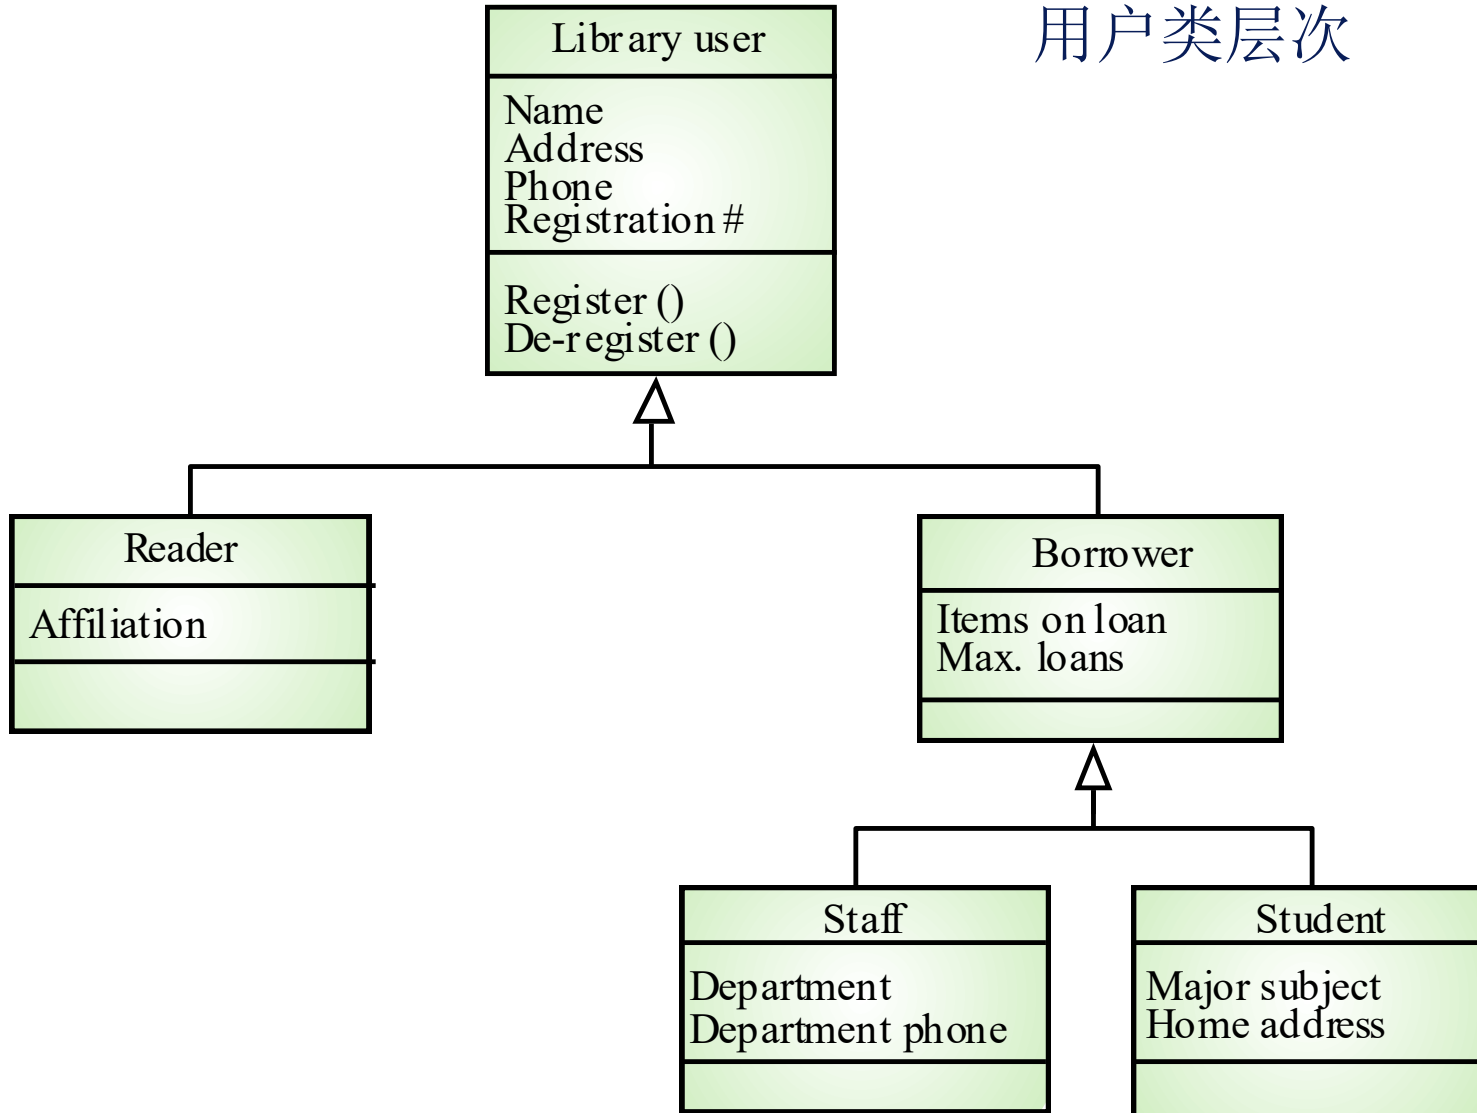 用户类层次
Library user
Name
Address
Phone
Registration #
Register ()
De-register ()
Reader
Affiliation
Borrower
Items on loan
Max. loans
Staff
Department
Department phone
Student
Major subject
Home address